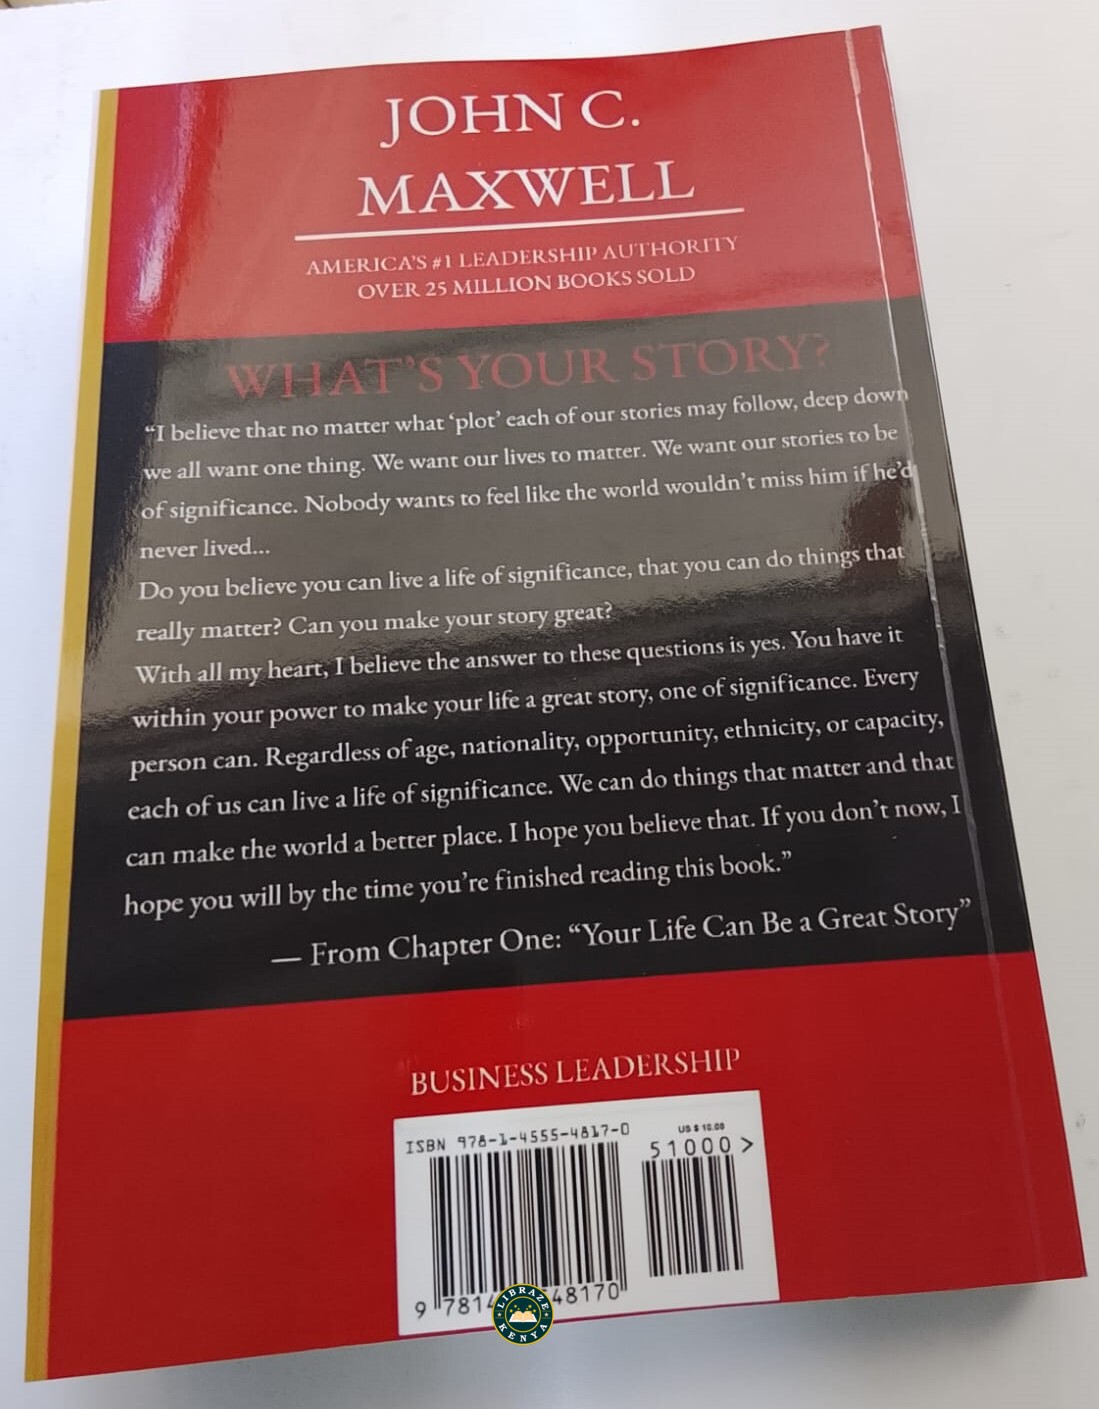 JOHN C.
MAXWELL
AMERICA'S #1 LEADERSHIP AUTHORITY
OVER 25 MILLION BOOKS SOLD
WHAT'S YOUR STORY?
“I believe that no matter what ‘plot’ each of our stories may follow, deep down
we all want one thing. We want our lives to matter. We want our stories to be
of significance. Nobody wants to feel like the world wouldn’t miss him if he’d
never lived...
Do you believe you can live a life of significance, that you can do things that
really matter? Can you make your story great?
With all my heart, I believe the answer to these questions is yes. You have it
within your power to make your life a great story, one of significance. Every
person can. Regardless of age, nationality, opportunity, ethnicity, or capacity,
each of us can live a life of significance. We can do things that matter and that
can make the world a better place. I hope you believe that. If you don’t now, I
hope you will by the time you’re finished reading this book.”
— From Chapter One: “Your Life Can Be a Great Story”
BUSINESS LEADERSHIP
ISBN 978-1-4555-4817-0
US $ 10.00
51000>
9 7814 48170
LIBRAZE
KENYA